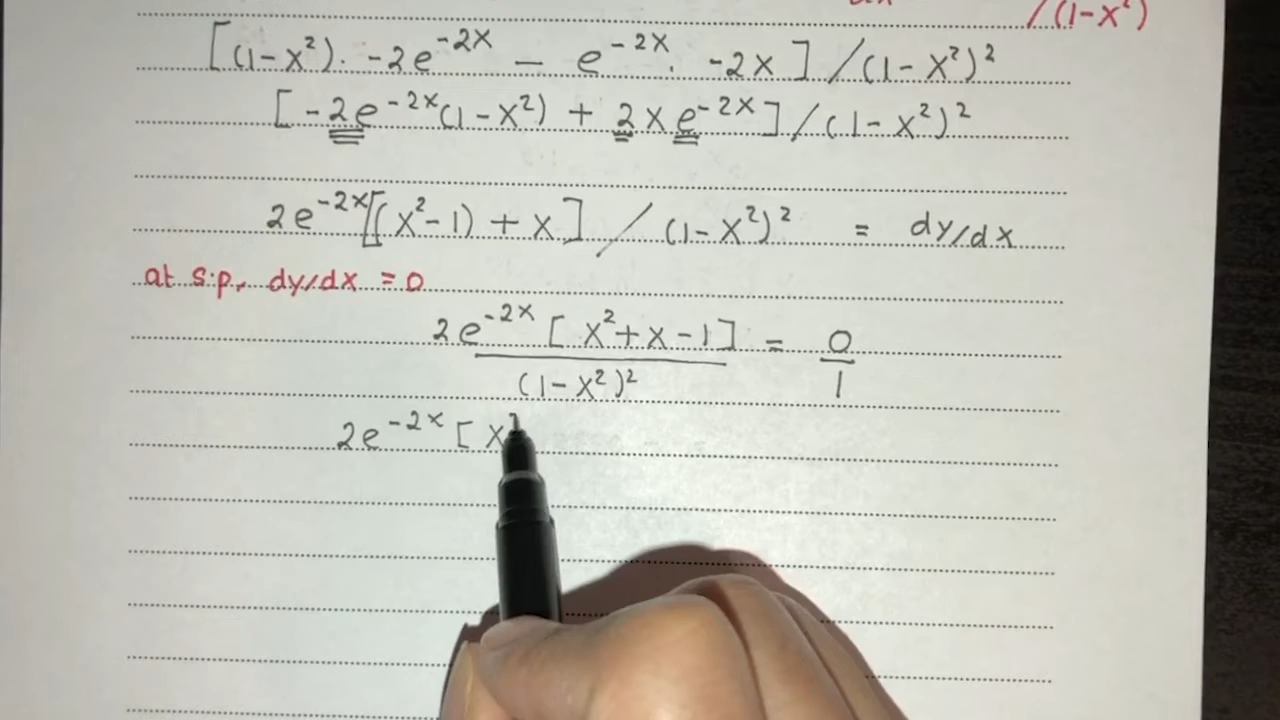 /(1-x²)
[(1-x²). -2e^-2x - e^-2x. -2x] /(1-x²)²
[-2e^-2x(1-x²) + 2xe^-2x]/(1-x²)²
2e^-2x[(x²-1) + x] / (1-x²)² = dy/dx
at s.p, dy/dx = 0
2e^-2x [x²+x-1] = 0
(1-x²)² 1
2e^-2x [x